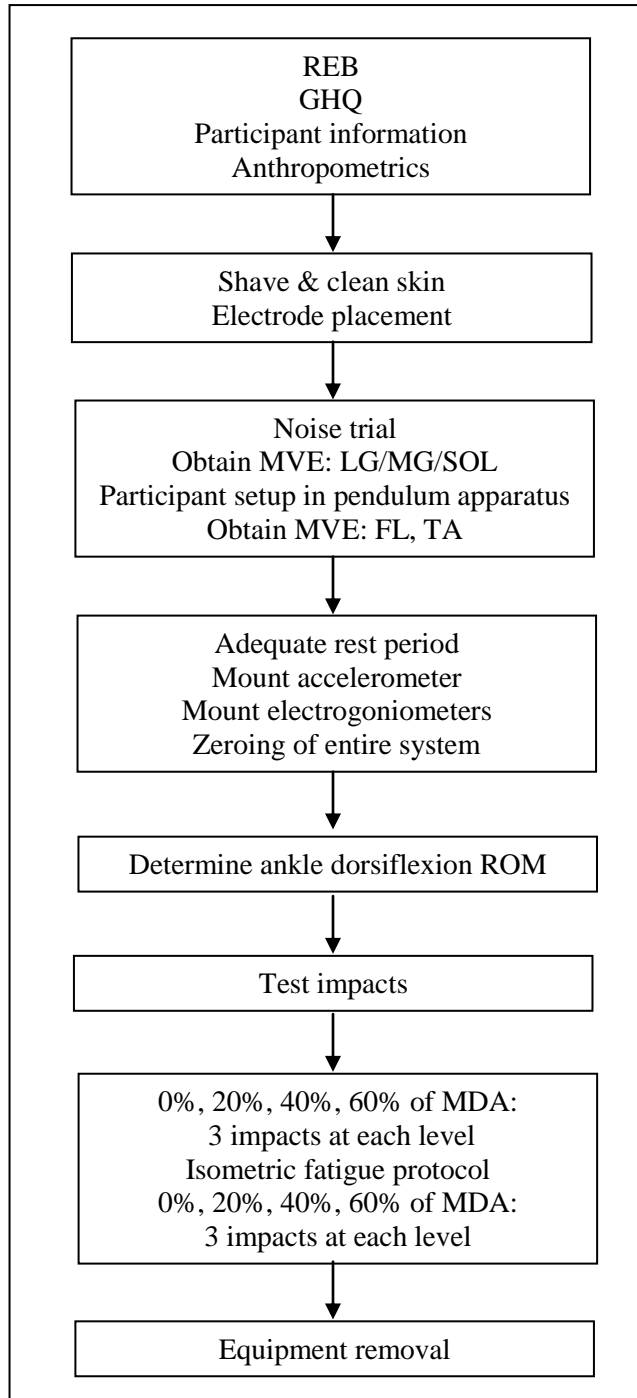 REB
GHQ
Participant information
Anthropometrics
Shave & clean skin
Electrode placement
Noise trial
Obtain MVE: LG/MG/SOL
Participant setup in pendulum apparatus
Obtain MVE: FL, TA
Adequate rest period
Mount accelerometer
Mount electrogoniometers
Zeroing of entire system
Determine ankle dorsiflexion ROM
Test impacts
0%, 20%, 40%, 60% of MDA:
3 impacts at each level
Isometric fatigue protocol
0%, 20%, 40%, 60% of MDA:
3 impacts at each level
Equipment removal